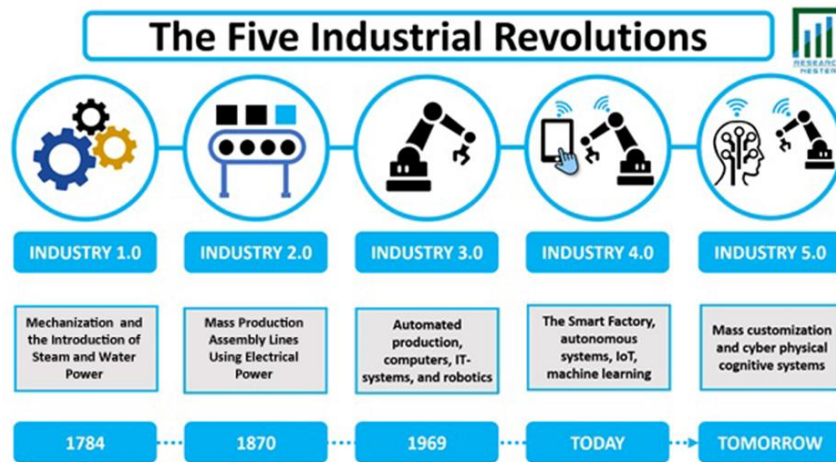 The Five Industrial Revolutions
RESEARCH
NESTER
INDUSTRY 1.0
INDUSTRY 2.0
INDUSTRY 3.0
INDUSTRY 4.0
INDUSTRY 5.0
Mechanization and
the Introduction of
Steam and Water
Power
Mass Production
Assembly Lines
Using Electrical
Power
Automated
production,
computers, IT-
systems, and robotics
The Smart Factory,
autonomous
systems, IoT,
machine learning
Mass customization
and cyber physical
cognitive systems
1784
1870
1969
TODAY
TOMORROW